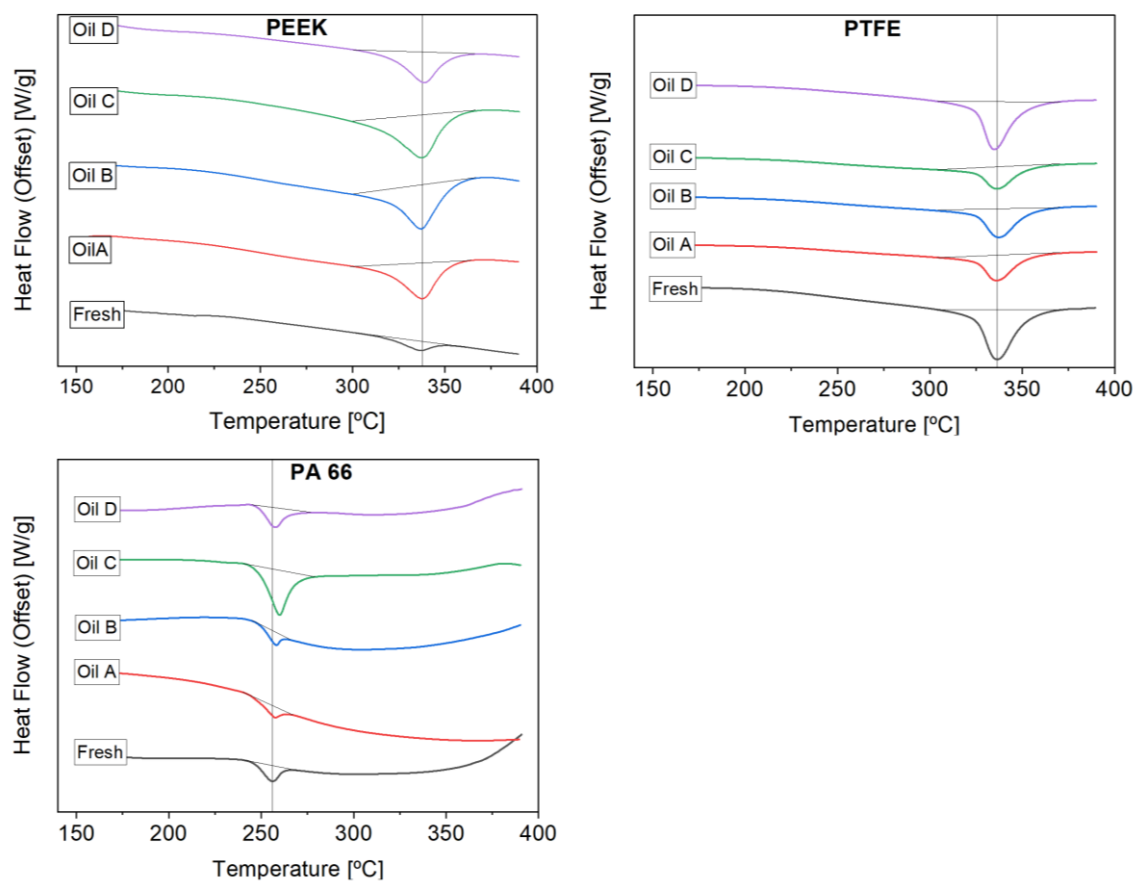 PEEK
Oil D
Oil C
Oil B
OilA
Fresh
Heat Flow (Offset) [W/g]
150 200 250 300 350 400
Temperature [ºC]
PTFE
Oil D
Oil C
Oil B
Oil A
Fresh
Heat Flow (Offset) [W/g]
150 200 250 300 350 400
Temperature [ºC]
PA 66
Oil D
Oil C
Oil B
Oil A
Fresh
Heat Flow (Offset) [W/g]
150 200 250 300 350 400
Temperature [ºC]